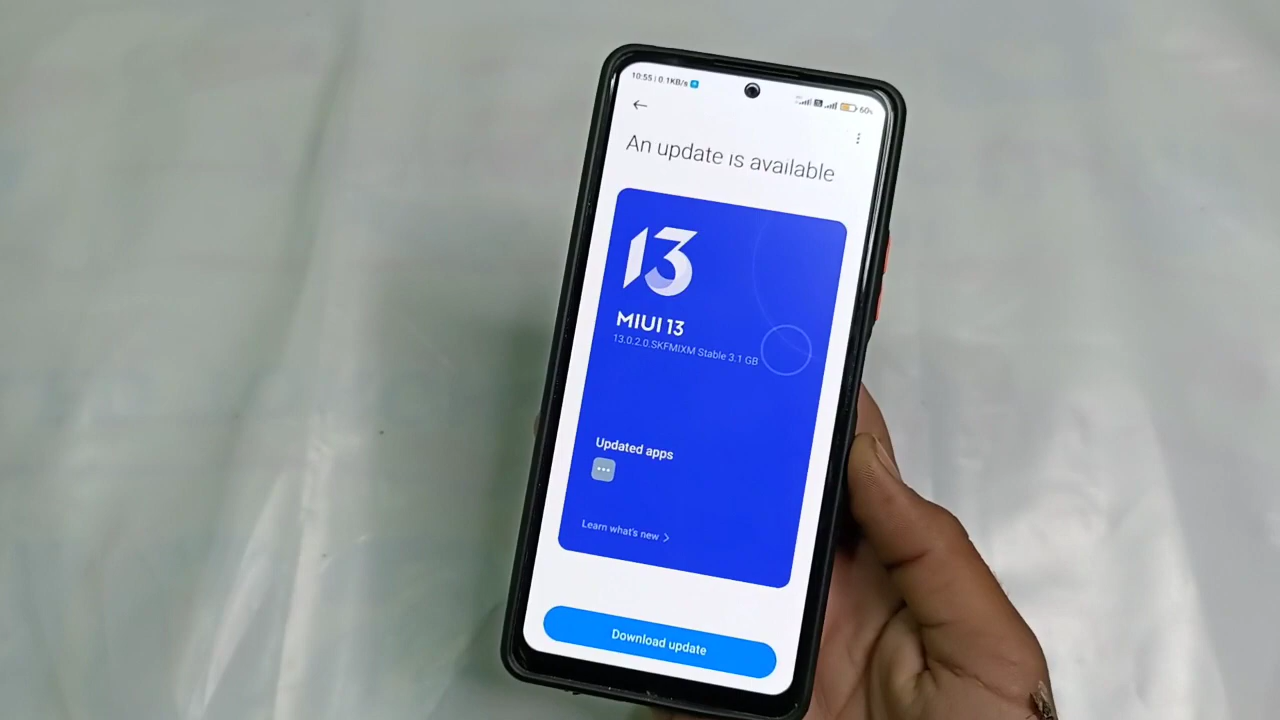 10:55 | 0.1KB/s
60%
An update is available
13
MIUI 13
13.0.2.0.SKFMIXM Stable 3.1 GB
Updated apps
Learn what's new >
Download update